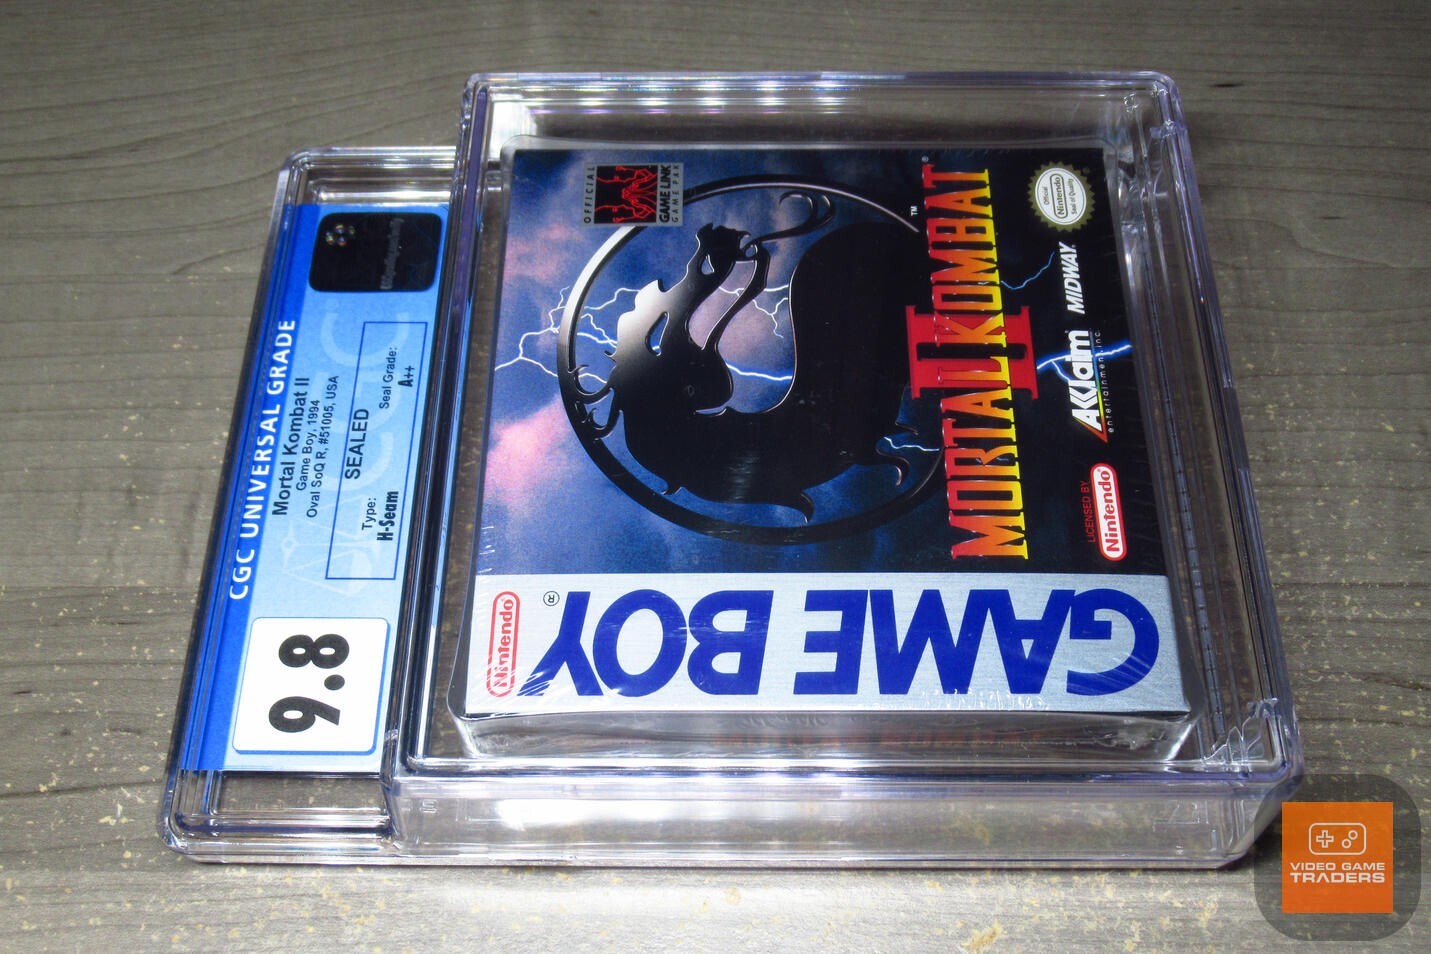 CGC UNIVERSAL GRADE
Mortal Kombat II
Game Boy, 1994
Oval SoQ R, #51005, USA
SEALED
Type:
H-Seam
Seal Grade:
A++
9.8
OFFICIAL
GAME LINK
GAME PAK
MORTAL KOMBAT
II
™
®
Official
Nintendo
Seal of Quality
LICENSED BY
Nintendo
AKklaim
entertainment, inc.
MIDWAY
Nintendo
GAME BOY
®
VIDEO GAME
TRADERS